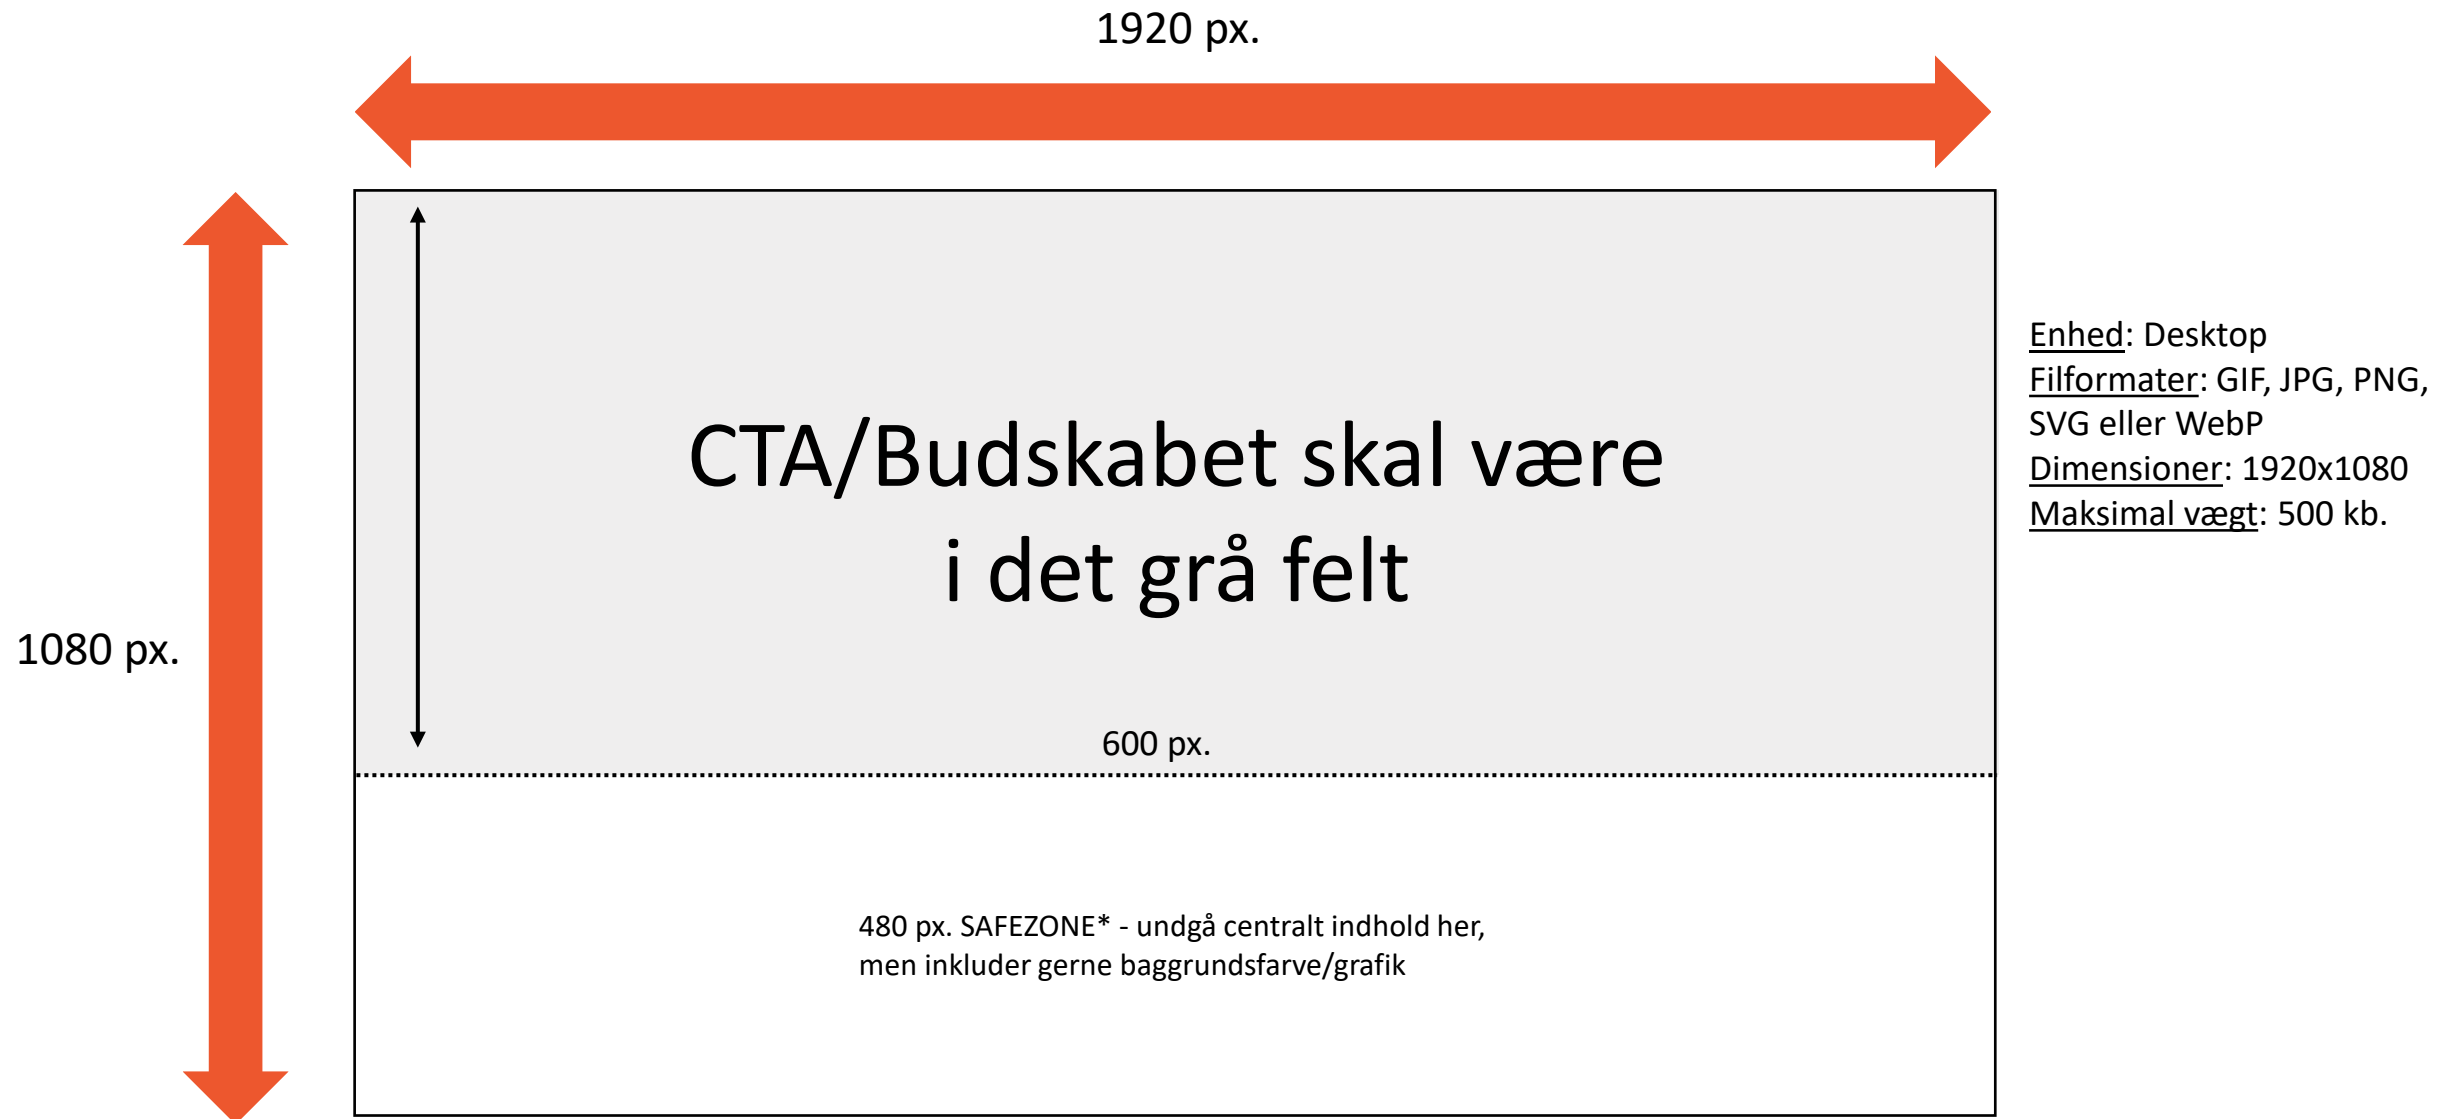 1920 px.
1080 px.
CTA/Budskabet skal være
i det grå felt
600 px.
480 px. SAFEZONE* - undgå centralt indhold her,
men inkluder gerne baggrundsfarve/grafik
Enhed: Desktop
Filformater: GIF, JPG, PNG,
SVG eller WebP
Dimensioner: 1920x1080
Maksimal vægt: 500 kb.